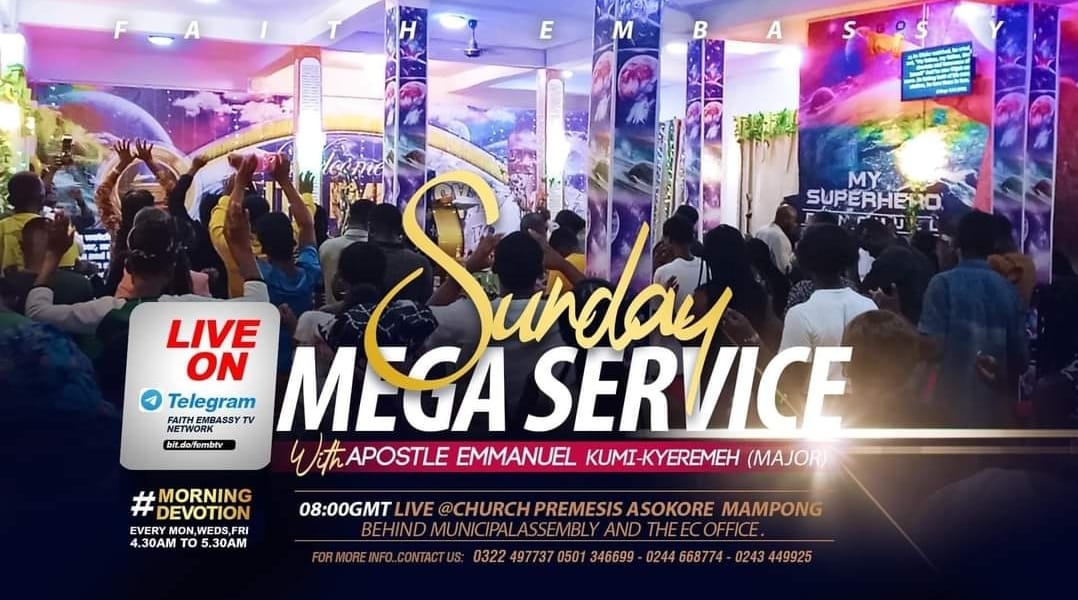 FAITH EMBASSY
Welcome
MY
SUPERHERO
Sunday
MEGA SERVICE
With APOSTLE EMMANUEL KUMI-KYEREMEH (MAJOR)
LIVE
ON
Telegram
FAITH EMBASSY TV
NETWORK
bit.do/fembtv
#MORNING
DEVOTION
EVERY MON,WEDS,FRI
4.30AM TO 5.30AM
08:00GMT LIVE @CHURCH PREMESIS ASOKORE MAMPONG
BEHIND MUNICIPALASSEMBLY AND THE EC OFFICE.
FOR MORE INFO..CONTACT US: 0322 497737 0501 346699 - 0244 668774 - 0243 449925